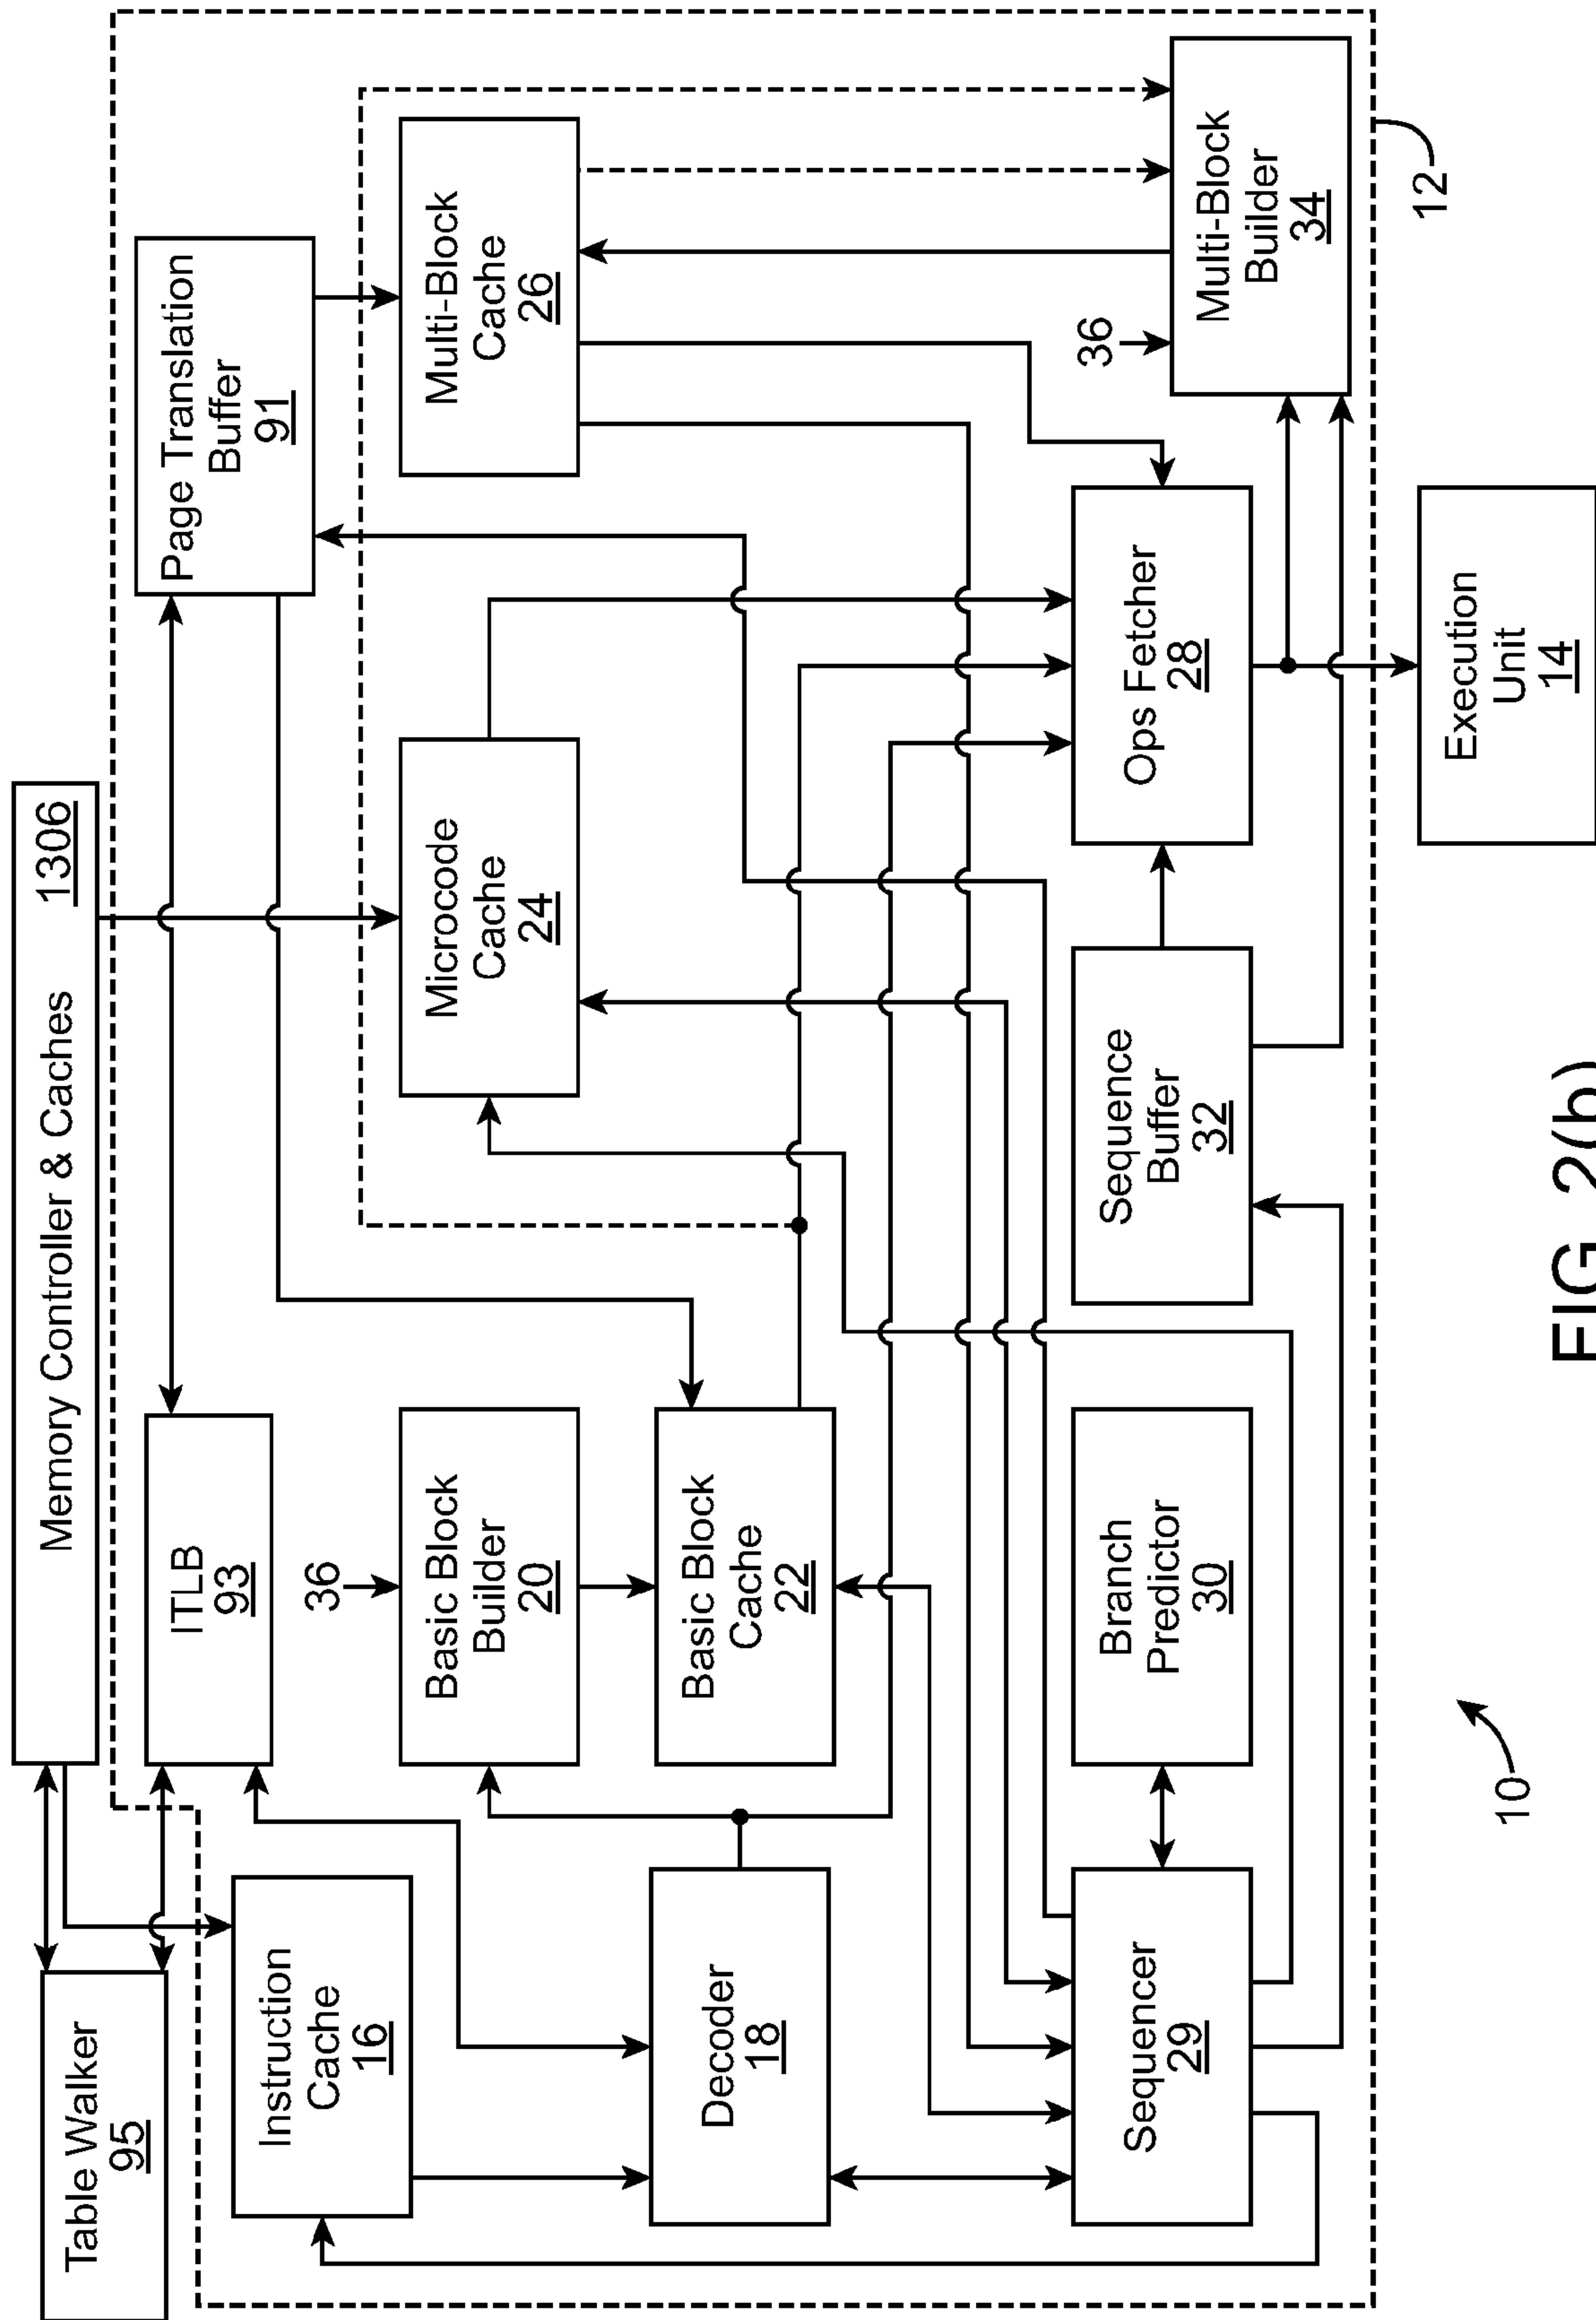 Table Walker
95
Memory Controller & Caches
1306
Instruction
Cache
16
ITLB
93
Page Translation
Buffer
91
36
Basic Block
Builder
20
Microcode
Cache
24
Multi-Block
Cache
26
Decoder
18
Basic Block
Cache
22
Sequencer
29
Branch
Predictor
30
Sequence
Buffer
32
Ops Fetcher
28
36
Multi-Block
Builder
34
12
Execution
Unit
14
10
FIG. 2(b)